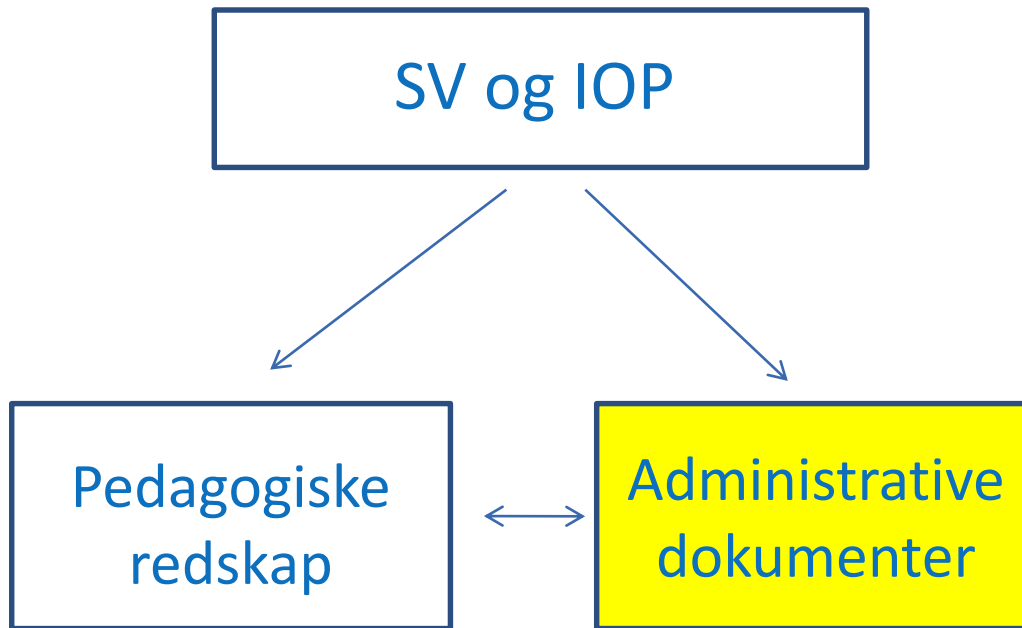 SV og IOP
Pedagogiske
redskap
Administrative
dokumenter